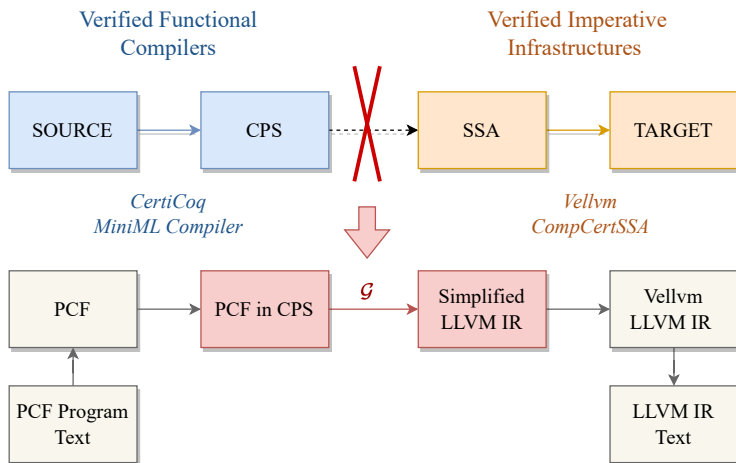 Verified Functional
Compilers
Verified Imperative
Infrastructures
SOURCE
CPS
SSA
TARGET
CertiCoq
MiniML Compiler
Vellvm
CompCertSSA
PCF
PCF in CPS
𝒢
Simplified
LLVM IR
Vellvm
LLVM IR
PCF Program
Text
LLVM IR
Text